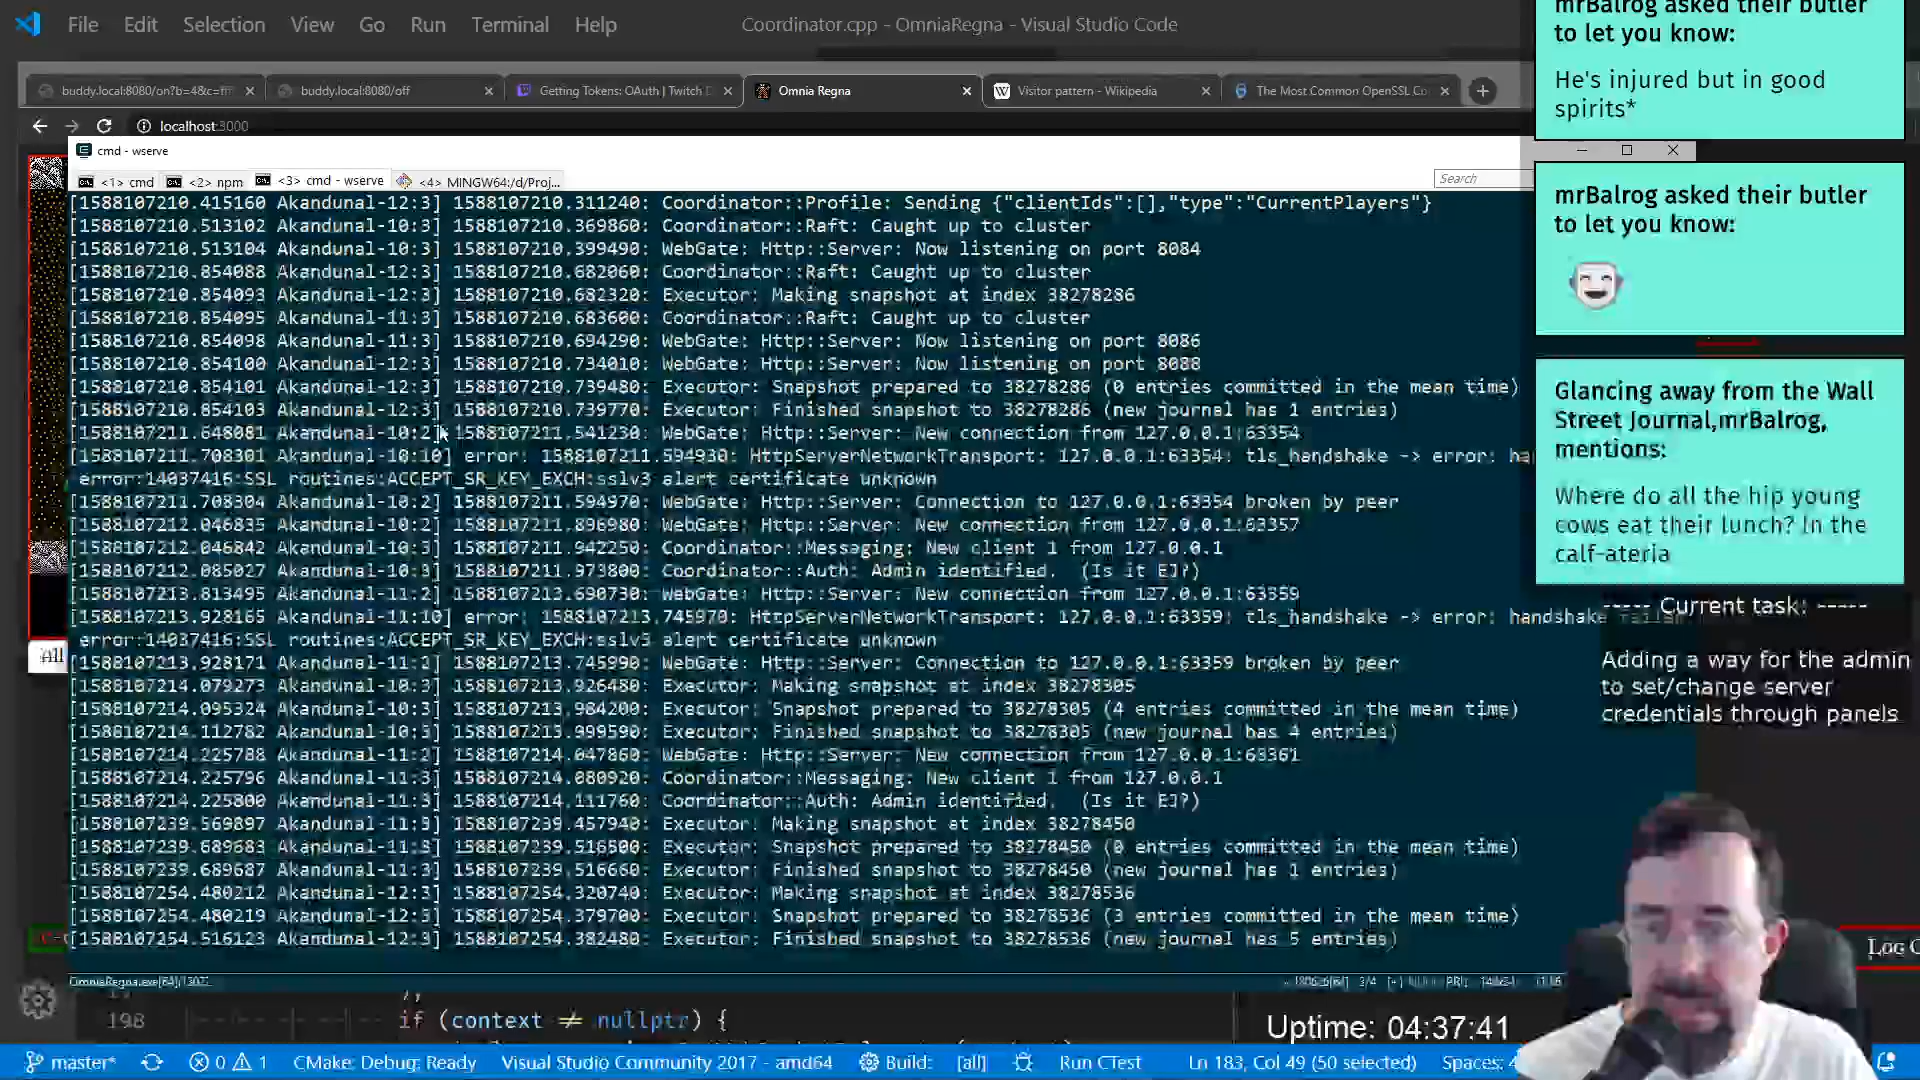 File Edit Selection View Go Run Terminal Help Coordinator.cpp - OmniaRegna - Visual Studio Code
buddy.local:8080/on?b=4&c=fff buddy.local:8080/off Getting Tokens: OAuth | Twitch D Omnia Regna Visitor pattern - Wikipedia The Most Common OpenSSL Co
localhost:3000
cmd - wserve
<1> cmd <2> npm <3> cmd - wserve <4> MINGW64:/d/Proj... Search
[1588107210.415160 Akandunal-12:3] 1588107210.311240: Coordinator::Profile: Sending {"clientIds":[],"type":"CurrentPlayers"}
[1588107210.513102 Akandunal-10:3] 1588107210.369860: Coordinator::Raft: Caught up to cluster
[1588107210.513104 Akandunal-10:3] 1588107210.399490: WebGate: Http::Server: Now listening on port 8084
[1588107210.854088 Akandunal-12:3] 1588107210.682060: Coordinator::Raft: Caught up to cluster
[1588107210.854093 Akandunal-12:3] 1588107210.682320: Executor: Making snapshot at index 38278286
[1588107210.854095 Akandunal-11:3] 1588107210.683600: Coordinator::Raft: Caught up to cluster
[1588107210.854098 Akandunal-11:3] 1588107210.694290: WebGate: Http::Server: Now listening on port 8086
[1588107210.854100 Akandunal-12:3] 1588107210.734010: WebGate: Http::Server: Now listening on port 8088
[1588107210.854101 Akandunal-12:3] 1588107210.739480: Executor: Snapshot prepared to 38278286 (0 entries committed in the mean time)
[1588107210.854103 Akandunal-12:3] 1588107210.739770: Executor: Finished snapshot to 38278286 (new journal has 1 entries)
[1588107211.648081 Akandunal-10:2] 1588107211.541230: WebGate: Http::Server: New connection from 127.0.0.1:63354
[1588107211.708301 Akandunal-10:10] error: 1588107211.594930: HttpServerNetworkTransport: 127.0.0.1:63354: tls_handshake -> error: han
error:14037416:SSL routines:ACCEPT_SR_KEY_EXCH:sslv3 alert certificate unknown
[1588107211.708304 Akandunal-10:2] 1588107211.594970: WebGate: Http::Server: Connection to 127.0.0.1:63354 broken by peer
[1588107212.046835 Akandunal-10:2] 1588107211.896980: WebGate: Http::Server: New connection from 127.0.0.1:63357
[1588107212.046842 Akandunal-10:3] 1588107211.942250: Coordinator::Messaging: New client 1 from 127.0.0.1
[1588107212.085027 Akandunal-10:3] 1588107211.973800: Coordinator::Auth: Admin identified. (Is it EJ?)
[1588107213.813495 Akandunal-11:2] 1588107213.690730: WebGate: Http::Server: New connection from 127.0.0.1:63359
[1588107213.928165 Akandunal-11:10] error: 1588107213.745970: HttpServerNetworkTransport: 127.0.0.1:63359: tls_handshake -> error: handshake
error:14037416:SSL routines:ACCEPT_SR_KEY_EXCH:sslv3 alert certificate unknown
[1588107213.928171 Akandunal-11:2] 1588107213.745990: WebGate: Http::Server: Connection to 127.0.0.1:63359 broken by peer
[1588107214.079273 Akandunal-10:3] 1588107213.926480: Executor: Making snapshot at index 38278305
[1588107214.095324 Akandunal-10:3] 1588107213.984200: Executor: Snapshot prepared to 38278305 (4 entries committed in the mean time)
[1588107214.112782 Akandunal-10:3] 1588107213.999590: Executor: Finished snapshot to 38278305 (new journal has 4 entries)
[1588107214.225788 Akandunal-11:2] 1588107214.047860: WebGate: Http::Server: New connection from 127.0.0.1:63361
[1588107214.225796 Akandunal-11:3] 1588107214.080920: Coordinator::Messaging: New client 1 from 127.0.0.1
[1588107214.225800 Akandunal-11:3] 1588107214.111760: Coordinator::Auth: Admin identified. (Is it EJ?)
[1588107239.569897 Akandunal-11:3] 1588107239.457940: Executor: Making snapshot at index 38278450
[1588107239.689683 Akandunal-11:3] 1588107239.516500: Executor: Snapshot prepared to 38278450 (0 entries committed in the mean time)
[1588107239.689687 Akandunal-11:3] 1588107239.516660: Executor: Finished snapshot to 38278450 (new journal has 1 entries)
[1588107254.480212 Akandunal-12:3] 1588107254.320740: Executor: Making snapshot at index 38278536
[1588107254.480219 Akandunal-12:3] 1588107254.379700: Executor: Snapshot prepared to 38278536 (3 entries committed in the mean time)
[1588107254.516123 Akandunal-12:3] 1588107254.382480: Executor: Finished snapshot to 38278536 (new journal has 5 entries)
All
mrBalrog asked their butler
to let you know:
He's injured but in good
spirits*
mrBalrog asked their butler
to let you know:
Glancing away from the Wall
Street Journal,mrBalrog,
mentions:
Where do all the hip young
cows eat their lunch? In the
calf-ateria
----- Current task: -----
Adding a way for the admin
to set/change server
credentials through panels
198 if (context ≠ nullptr) {
Uptime: 04:37:41
master* 0 1 CMake: Debug: Ready Visual Studio Community 2017 - amd64 Build: [all] Run CTest Ln 183, Col 49 (50 selected) Spaces: 4